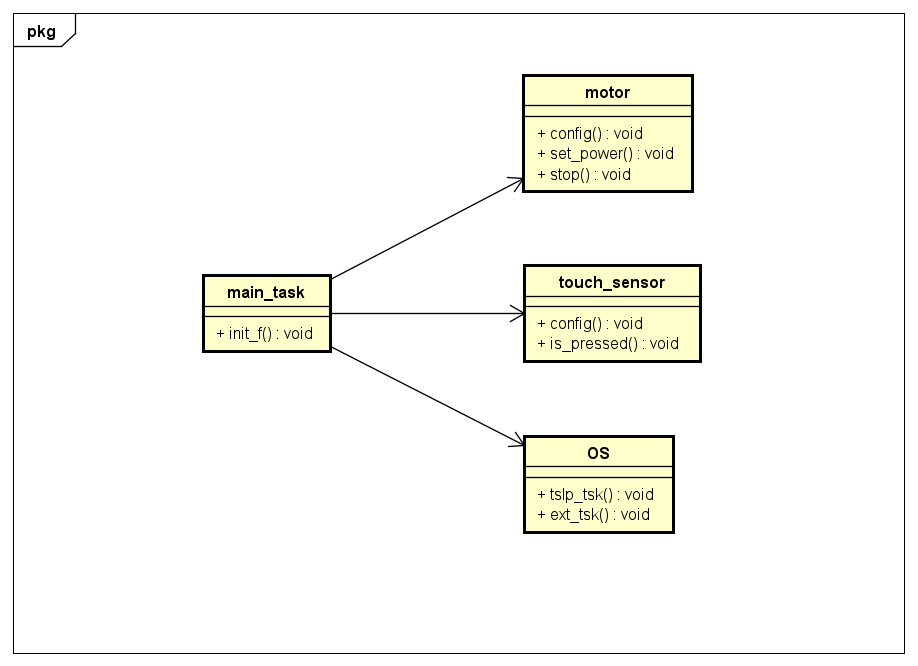 pkg
motor
+ config() : void
+ set_power() : void
+ stop() : void
main_task
+ init_f() : void
touch_sensor
+ config() : void
+ is_pressed() : void
OS
+ tslp_tsk() : void
+ ext_tsk() : void